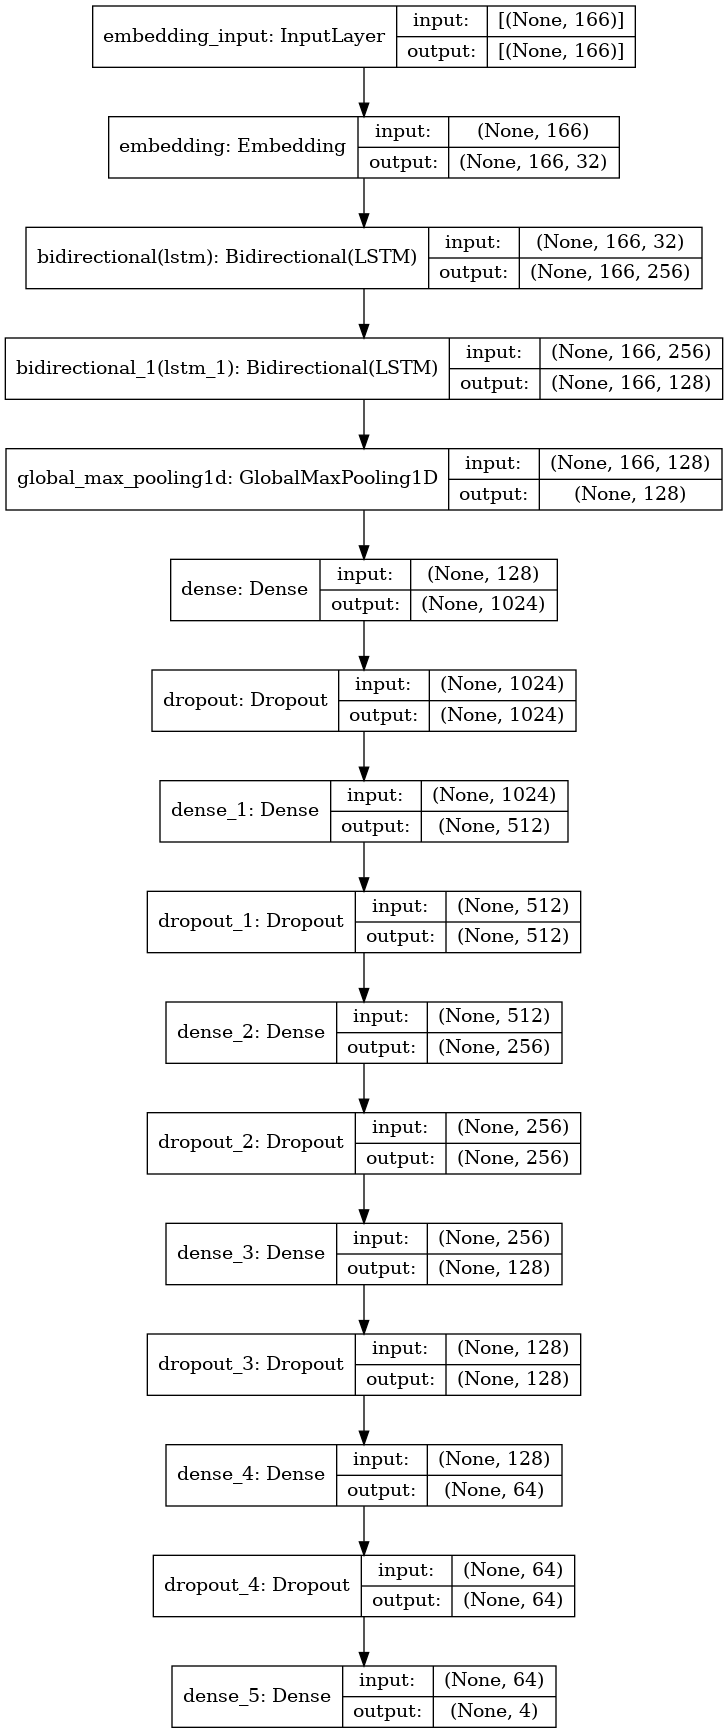 embedding_input: InputLayer
input:
[(None, 166)]
output:
[(None, 166)]
embedding: Embedding
input:
(None, 166)
output:
(None, 166, 32)
bidirectional(lstm): Bidirectional(LSTM)
input:
(None, 166, 32)
output:
(None, 166, 256)
bidirectional_1(lstm_1): Bidirectional(LSTM)
input:
(None, 166, 256)
output:
(None, 166, 128)
global_max_pooling1d: GlobalMaxPooling1D
input:
(None, 166, 128)
output:
(None, 128)
dense: Dense
input:
(None, 128)
output:
(None, 1024)
dropout: Dropout
input:
(None, 1024)
output:
(None, 1024)
dense_1: Dense
input:
(None, 1024)
output:
(None, 512)
dropout_1: Dropout
input:
(None, 512)
output:
(None, 512)
dense_2: Dense
input:
(None, 512)
output:
(None, 256)
dropout_2: Dropout
input:
(None, 256)
output:
(None, 256)
dense_3: Dense
input:
(None, 256)
output:
(None, 128)
dropout_3: Dropout
input:
(None, 128)
output:
(None, 128)
dense_4: Dense
input:
(None, 128)
output:
(None, 64)
dropout_4: Dropout
input:
(None, 64)
output:
(None, 64)
dense_5: Dense
input:
(None, 64)
output:
(None, 4)